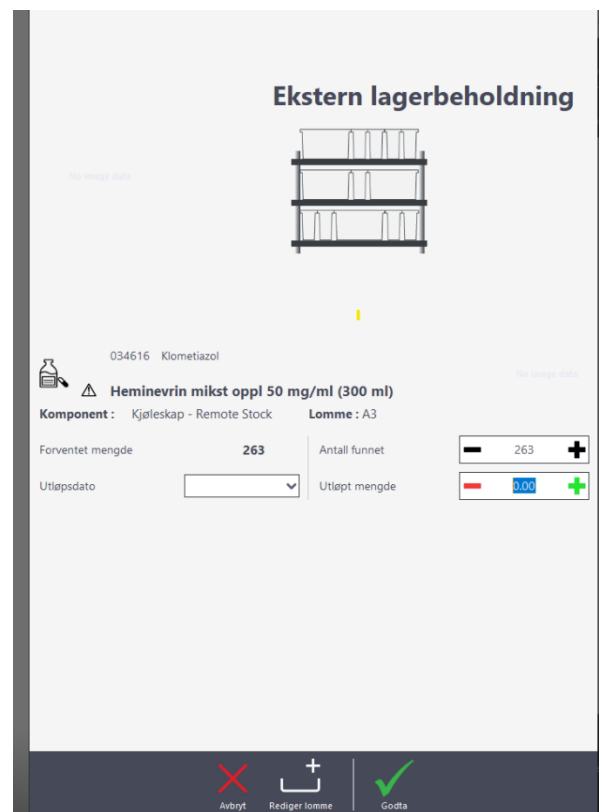 Ekstern lagerbeholdning
No image data
034616 Klometiazol
No image data
Heminevrin mikst oppl 50 mg/ml (300 ml)
Komponent : Kjøleskap - Remote Stock Lomme : A3
Forventet mengde 263 Antall funnet 263
Utløpsdato Utløpt mengde 0.00
Avbryt Rediger lomme Godta